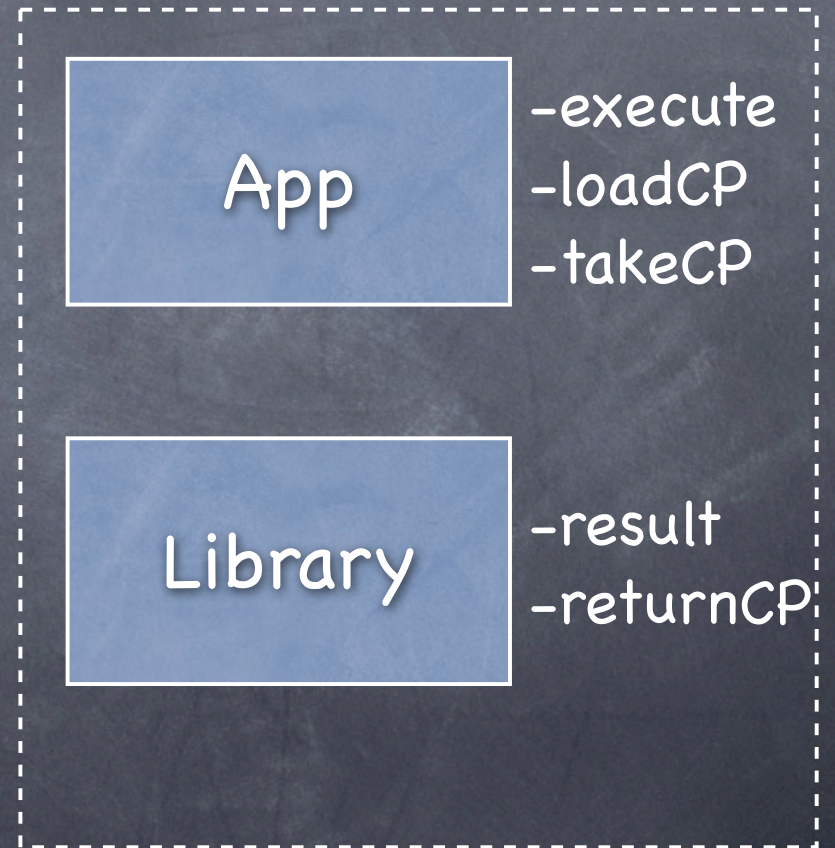 App
-execute
-loadCP
-takeCP
Library
-result
-returnCP